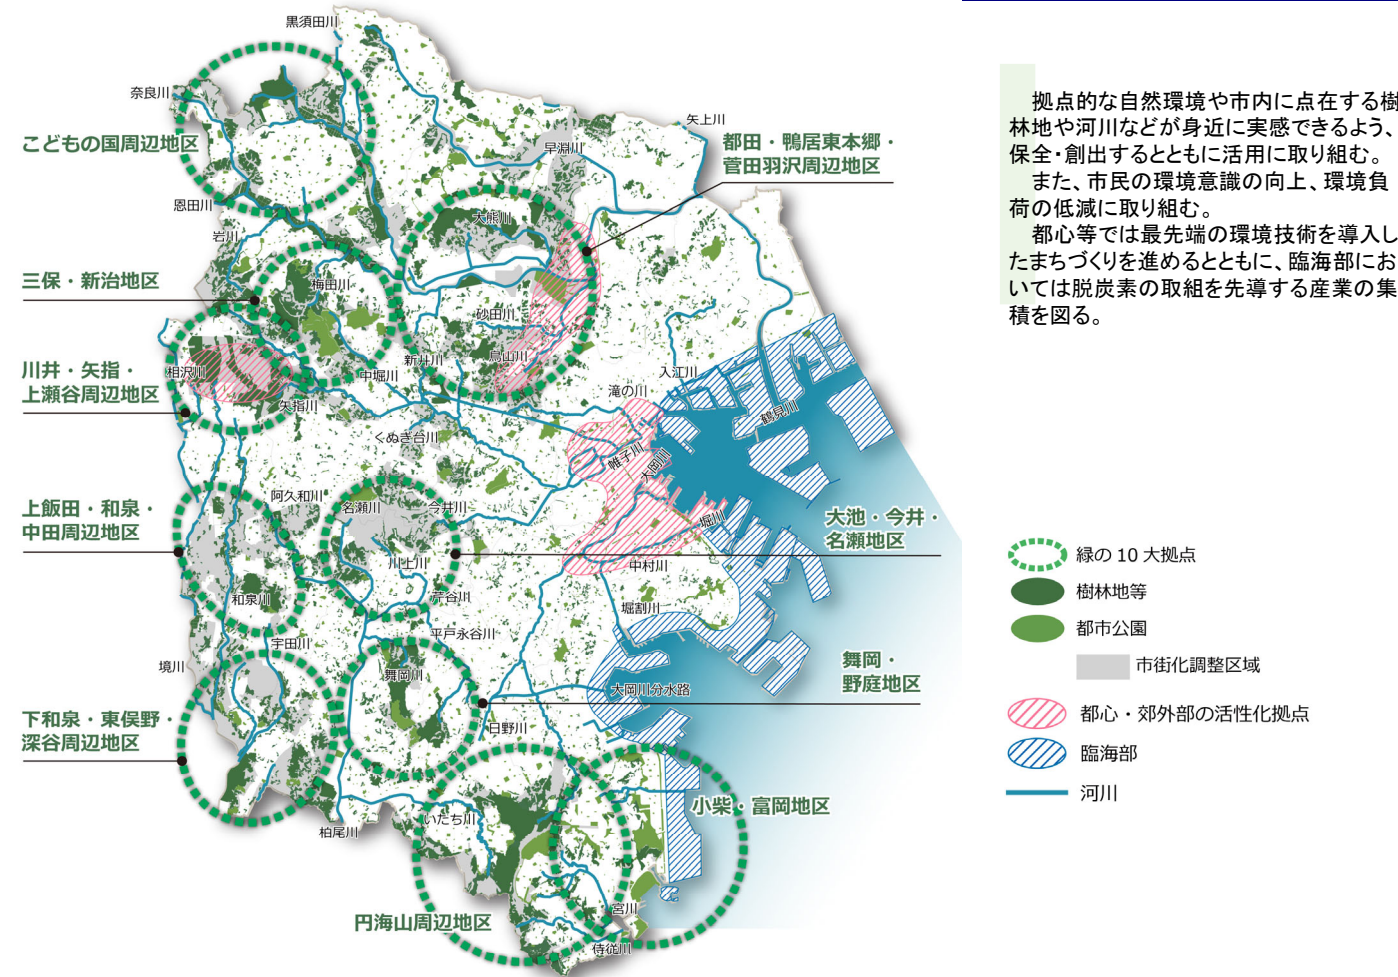 黒須田川
奈良川
こどもの国周辺地区
矢上川
早淵川
都田・鴨居東本郷・
菅田羽沢周辺地区
恩田川
岩川
大熊川
三保・新治地区
梅田川
砂田川
鳥山川
新井川
川井・矢指・
上瀬谷周辺地区
相沢川
中堀川
矢指川
入江川
滝の川
鶴見川
くぬぎ台川
帷子川
大岡川
上飯田・和泉・
中田周辺地区
阿久和川
名瀬川
今井川
堀川
大池・今井・
名瀬地区
川上川
中村川
和泉川
芹谷川
堀割川
平戸永谷川
宇田川
境川
舞岡川
大岡川分水路
舞岡・
野庭地区
下和泉・東俣野・
深谷周辺地区
日野川
小柴・富岡地区
いたち川
柏尾川
円海山周辺地区
宮川
侍従川
拠点的な自然環境や市内に点在する樹
林地や河川などが身近に実感できるよう、
保全・創出するとともに活用に取り組む。
また、市民の環境意識の向上、環境負
荷の低減に取り組む。
都心等では最先端の環境技術を導入し
たまちづくりを進めるとともに、臨海部にお
いては脱炭素の取組を先導する産業の集
積を図る。
緑の10大拠点
樹林地等
都市公園
市街化調整区域
都心・郊外部の活性化拠点
臨海部
河川